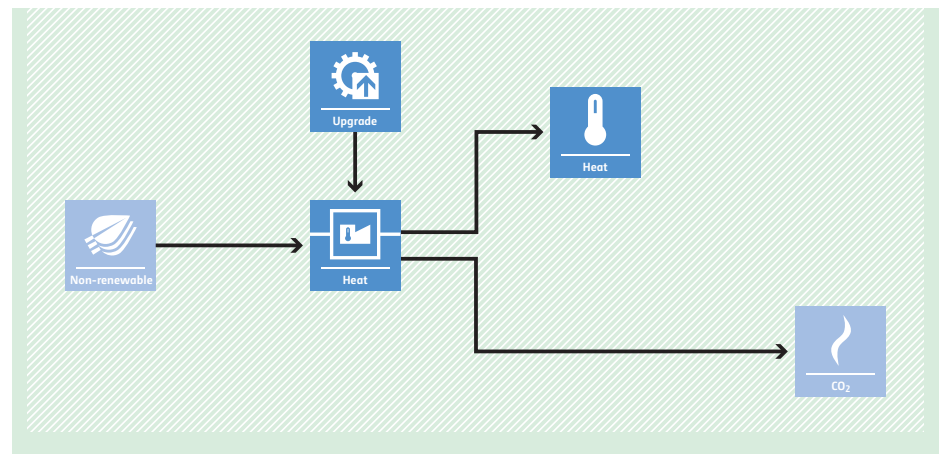 Upgrade
Heat
Non-renewable
Heat
CO₂